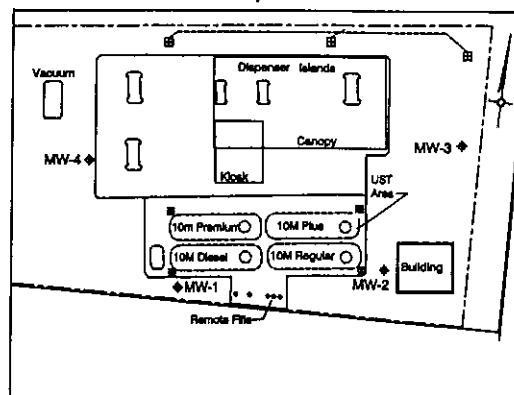 Vacuum
Dispenser Islands
Canopy
MW-3
MW-4
Kiosk
UST
Area
10m Premium
10M Plus
10M Diesel
10M Regular
Building
MW-1
MW-2
Remote Fills